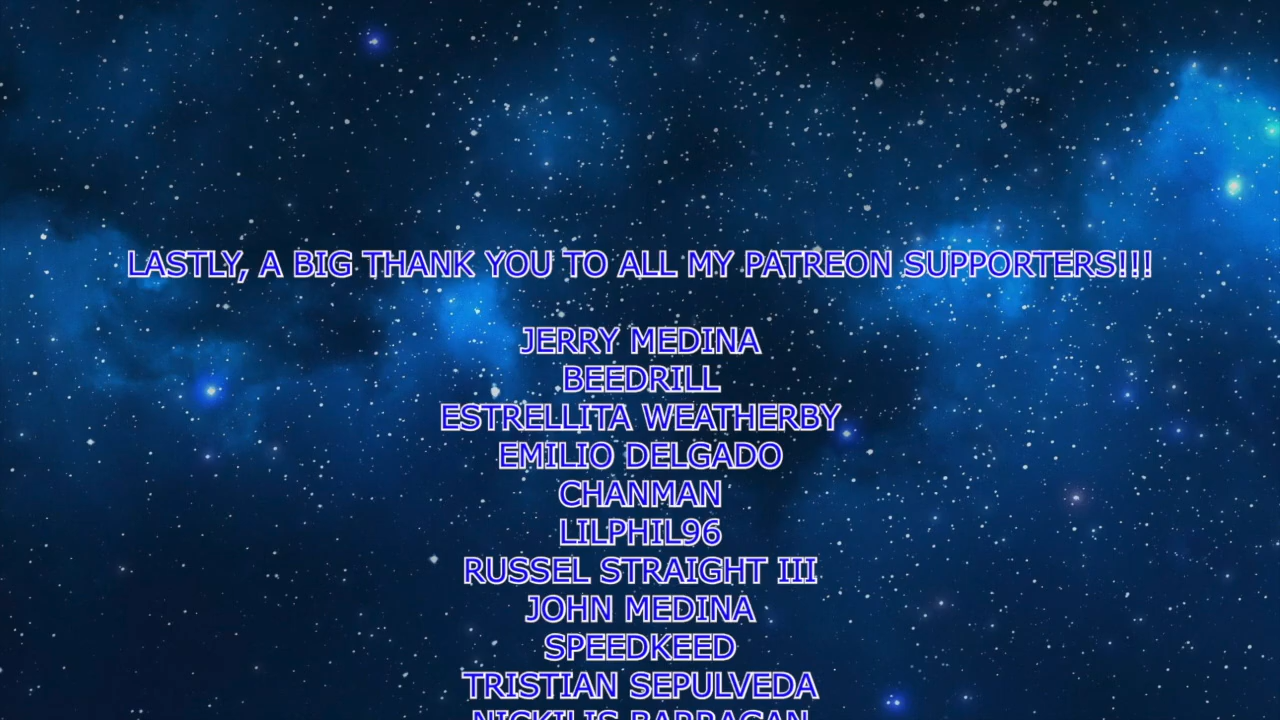 LASTLY, A BIG THANK YOU TO ALL MY PATREON SUPPORTERS!!!
JERRY MEDINA
BEEDRILL
ESTRELLITA WEATHERBY
EMILIO DELGADO
CHANMAN
LILPHIL96
RUSSEL STRAIGHT III
JOHN MEDINA
SPEEDKEED
TRISTIAN SEPULVEDA